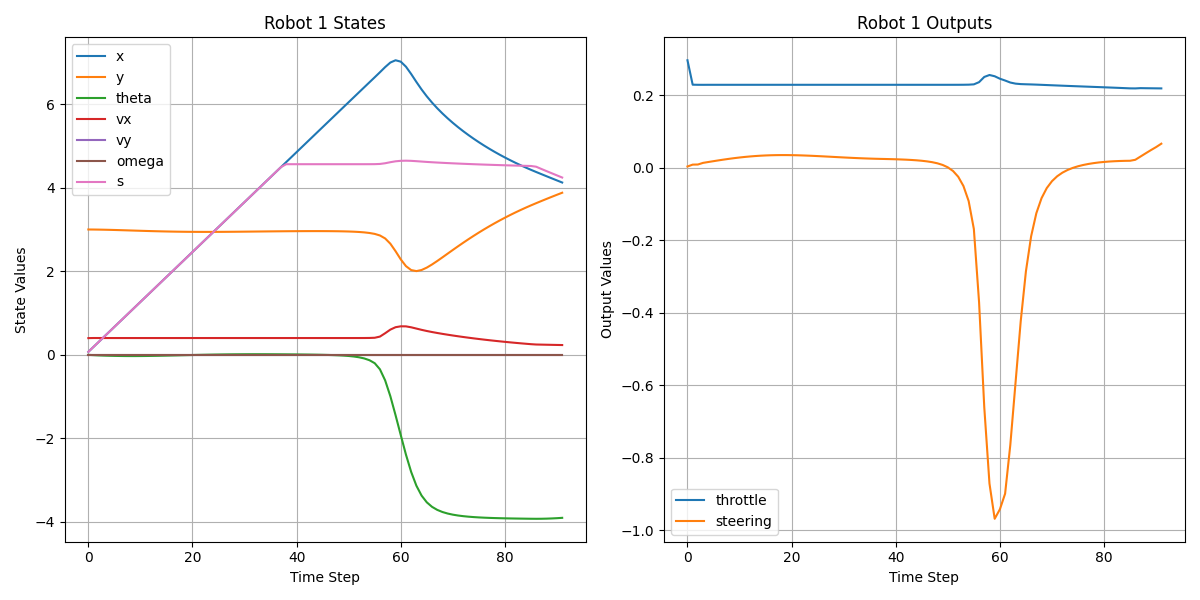 Robot 1 States
x
y
theta
vx
vy
omega
s
6
4
2
0
−2
−4
0 20 40 60 80
State Values
Time Step
Robot 1 Outputs
0.2
0.0
−0.2
−0.4
−0.6
−0.8
−1.0
throttle
steering
0 20 40 60 80
Output Values
Time Step